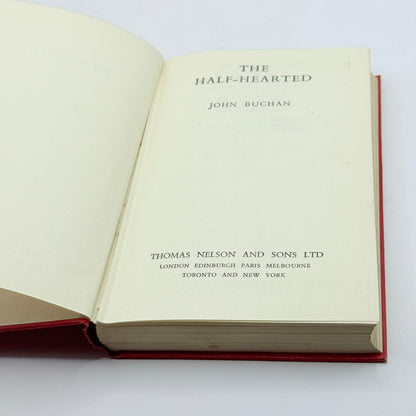 THE
HALF-HEARTED
JOHN BUCHAN
THOMAS NELSON AND SONS LTD
LONDON EDINBURGH PARIS MELBOURNE
TORONTO AND NEW YORK